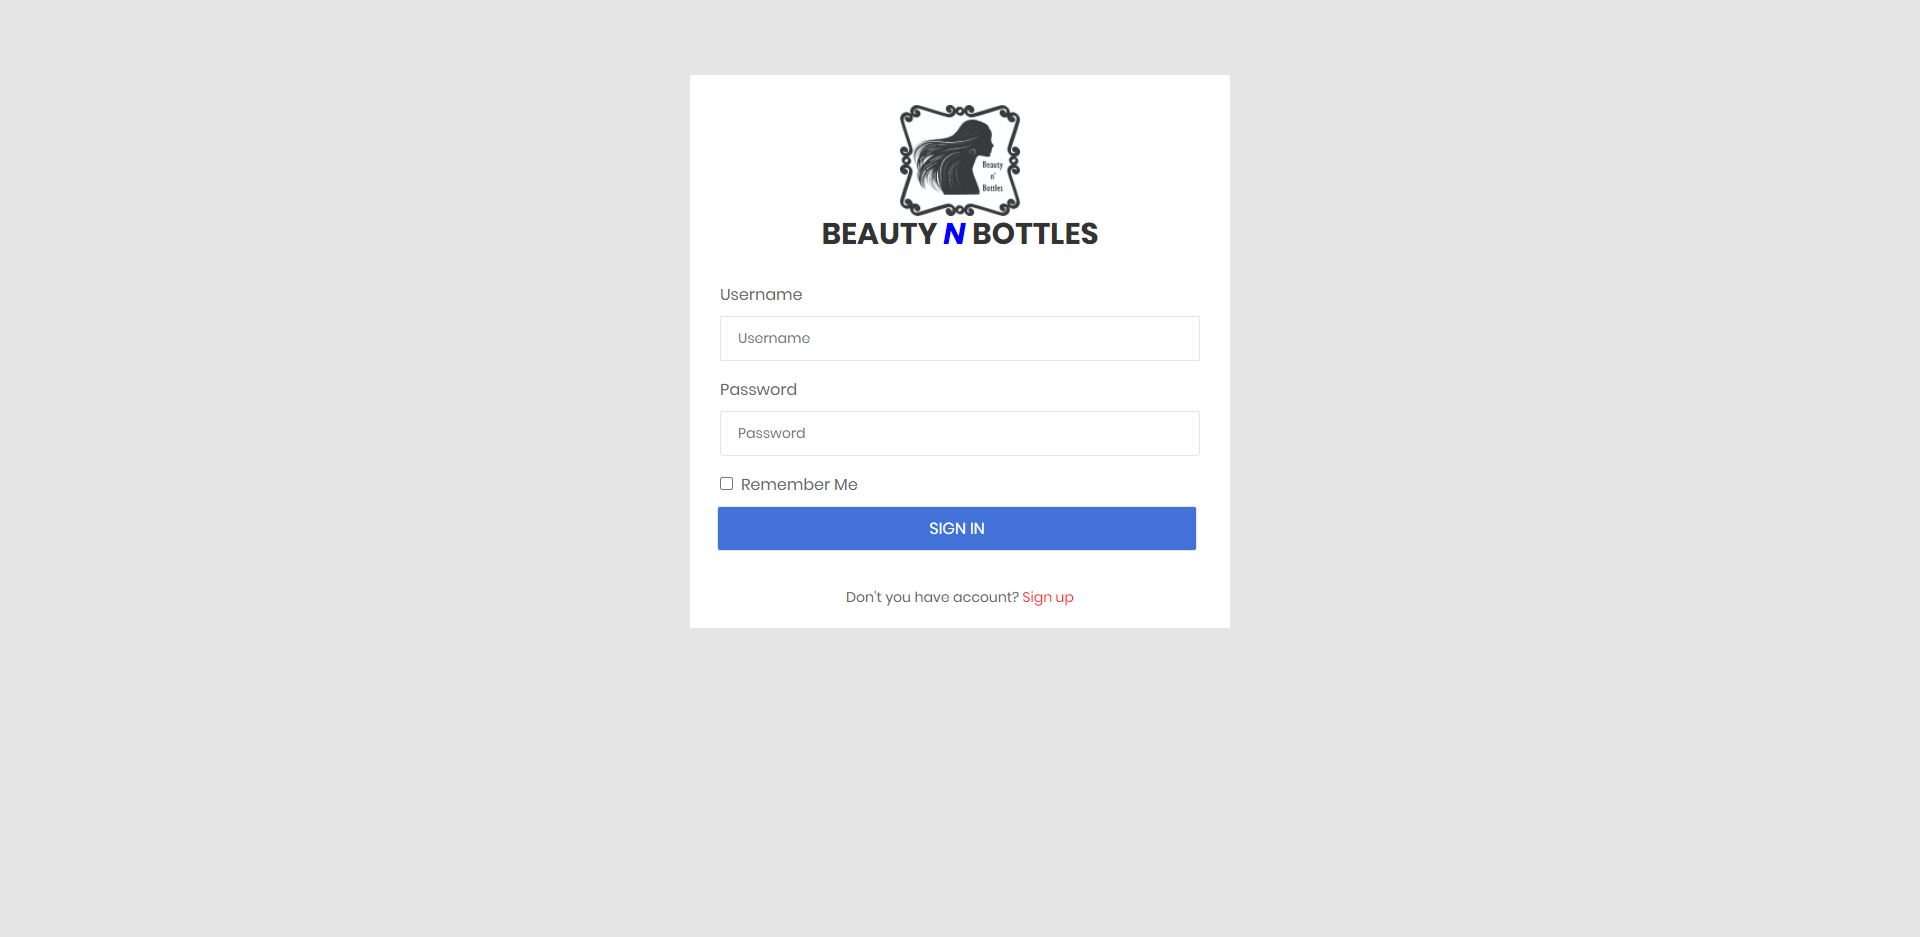 Beauty
n'
Bottles
BEAUTY N BOTTLES
Username
Username
Password
Password
Remember Me
SIGN IN
Don't you have account? Sign up